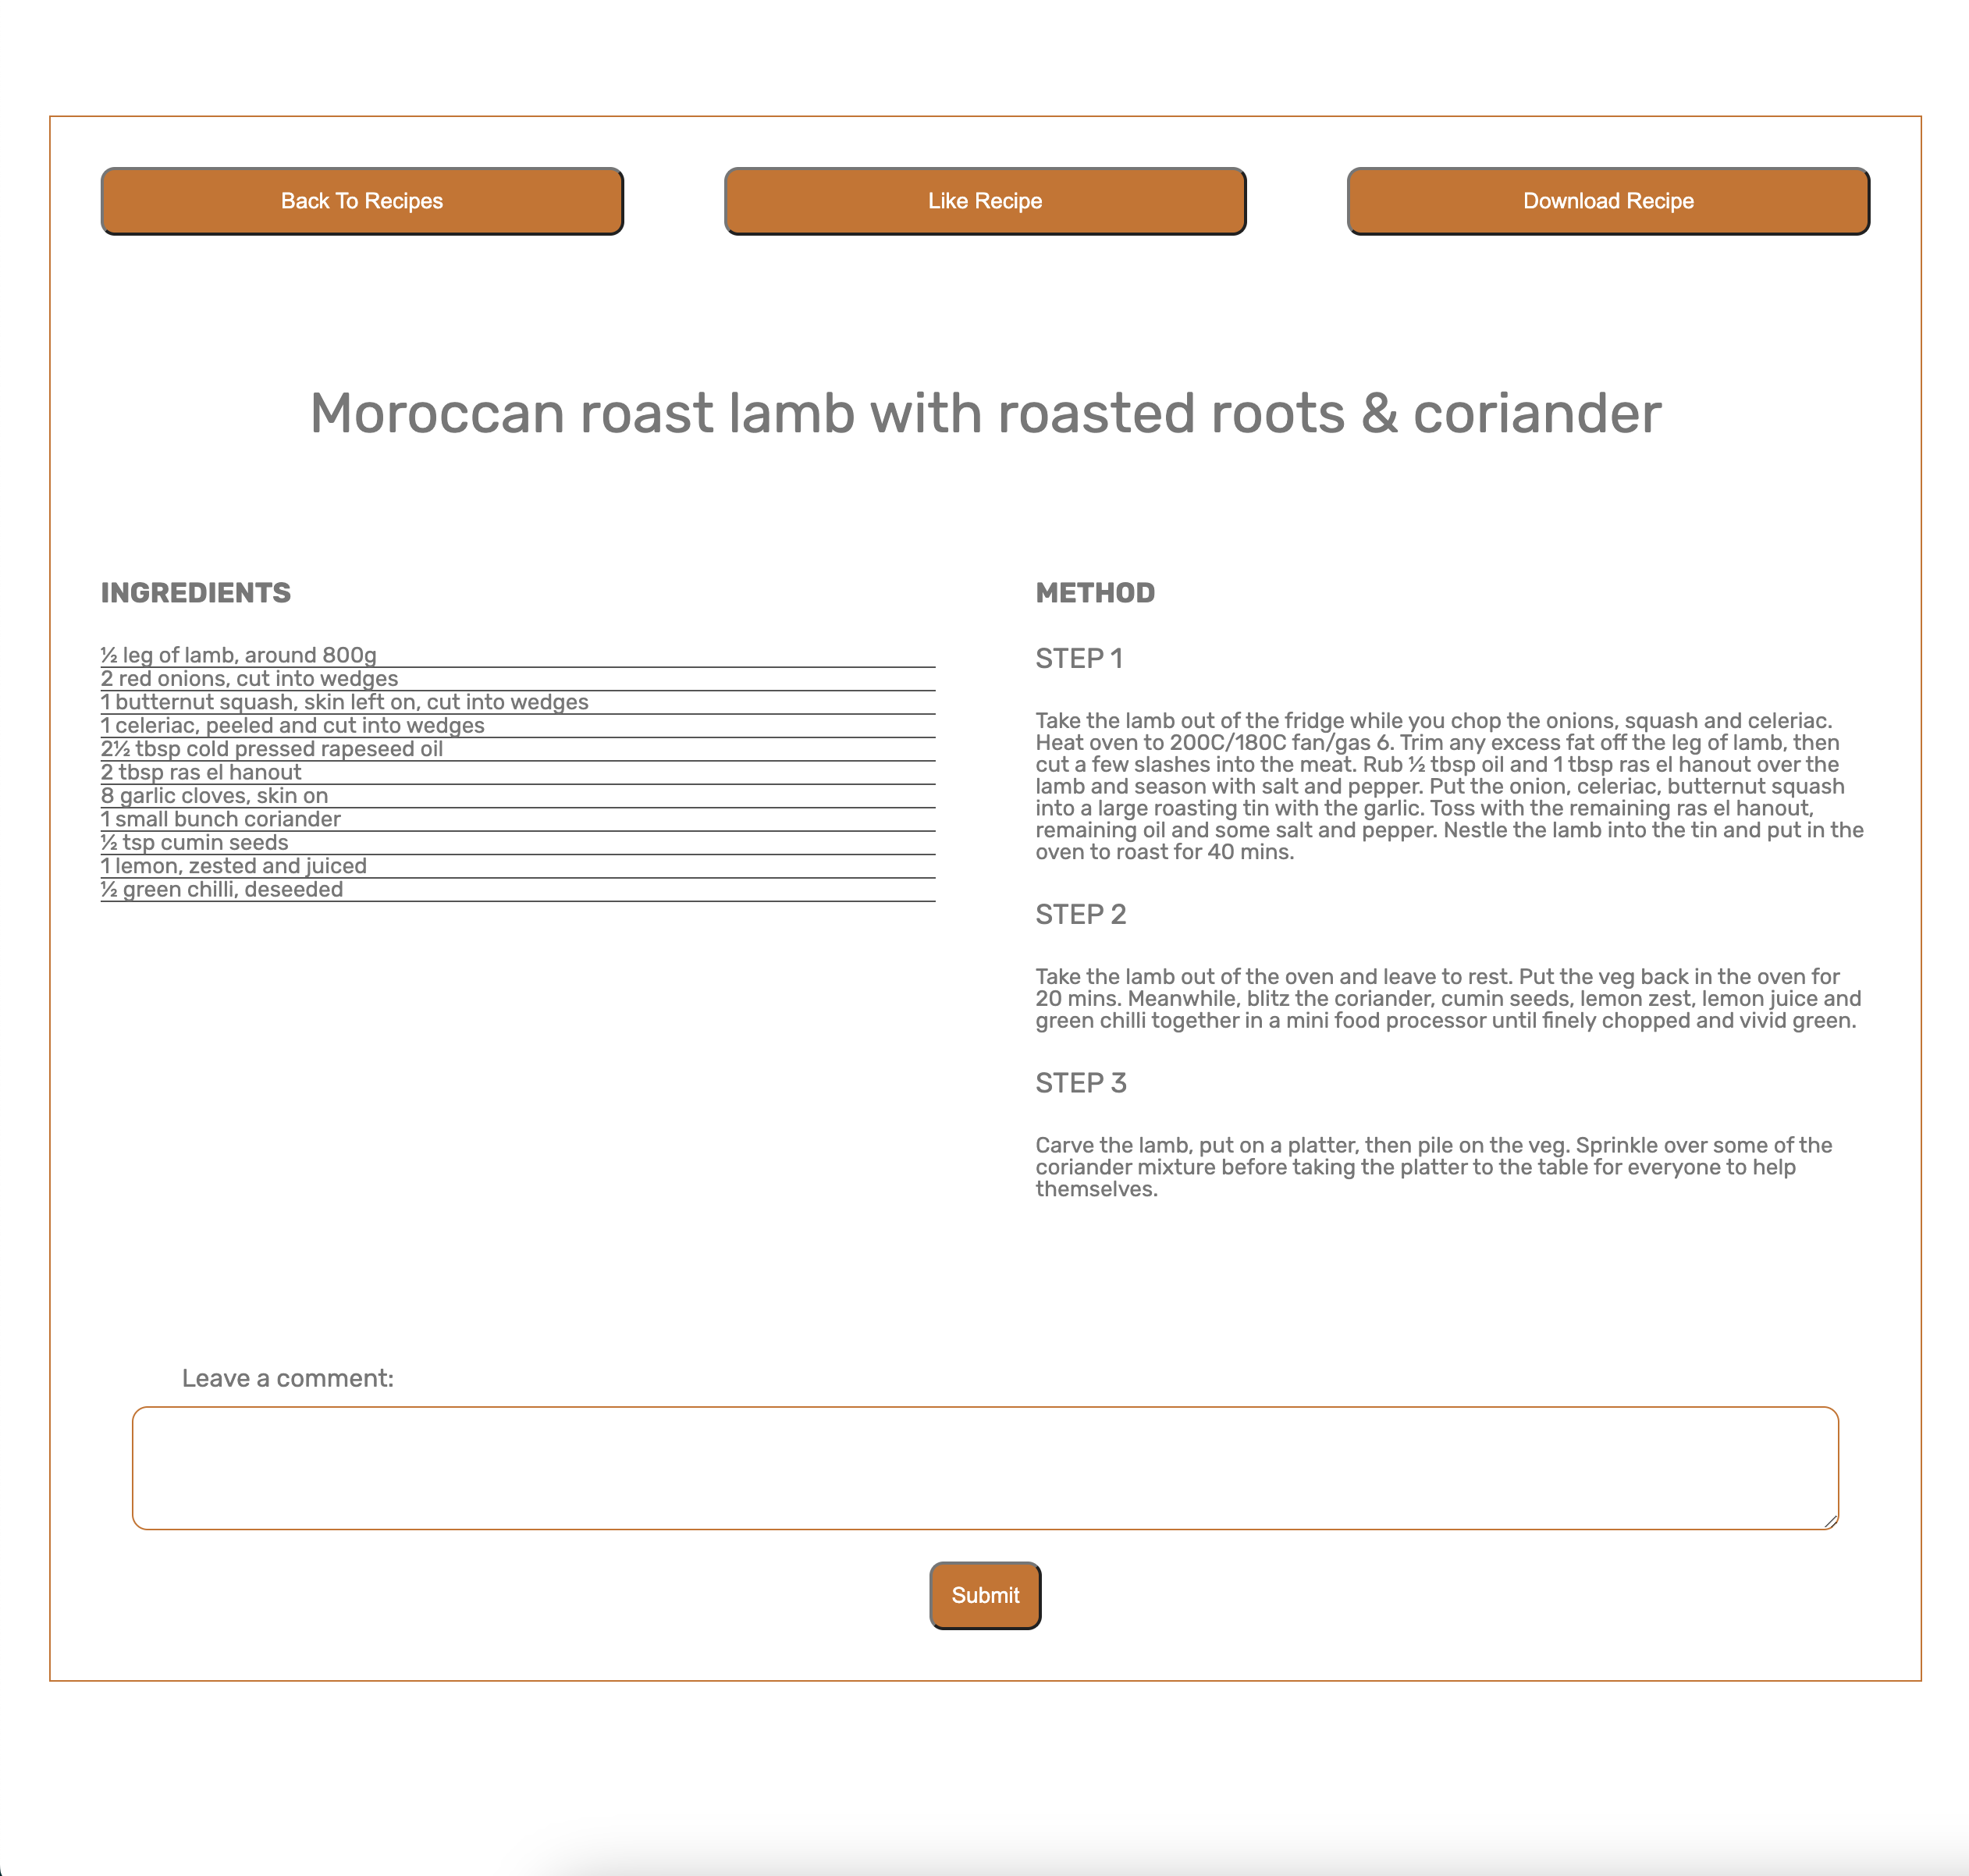 Back To Recipes
Like Recipe
Download Recipe
Moroccan roast lamb with roasted roots & coriander
INGREDIENTS
½ leg of lamb, around 800g
2 red onions, cut into wedges
1 butternut squash, skin left on, cut into wedges
1 celeriac, peeled and cut into wedges
2½ tbsp cold pressed rapeseed oil
2 tbsp ras el hanout
8 garlic cloves, skin on
1 small bunch coriander
½ tsp cumin seeds
1 lemon, zested and juiced
½ green chilli, deseeded
METHOD
STEP 1
Take the lamb out of the fridge while you chop the onions, squash and celeriac.
Heat oven to 200C/180C fan/gas 6. Trim any excess fat off the leg of lamb, then
cut a few slashes into the meat. Rub ½ tbsp oil and 1 tbsp ras el hanout over the
lamb and season with salt and pepper. Put the onion, celeriac, butternut squash
into a large roasting tin with the garlic. Toss with the remaining ras el hanout,
remaining oil and some salt and pepper. Nestle the lamb into the tin and put in the
oven to roast for 40 mins.
STEP 2
Take the lamb out of the oven and leave to rest. Put the veg back in the oven for
20 mins. Meanwhile, blitz the coriander, cumin seeds, lemon zest, lemon juice and
green chilli together in a mini food processor until finely chopped and vivid green.
STEP 3
Carve the lamb, put on a platter, then pile on the veg. Sprinkle over some of the
coriander mixture before taking the platter to the table for everyone to help
themselves.
Leave a comment:
Submit